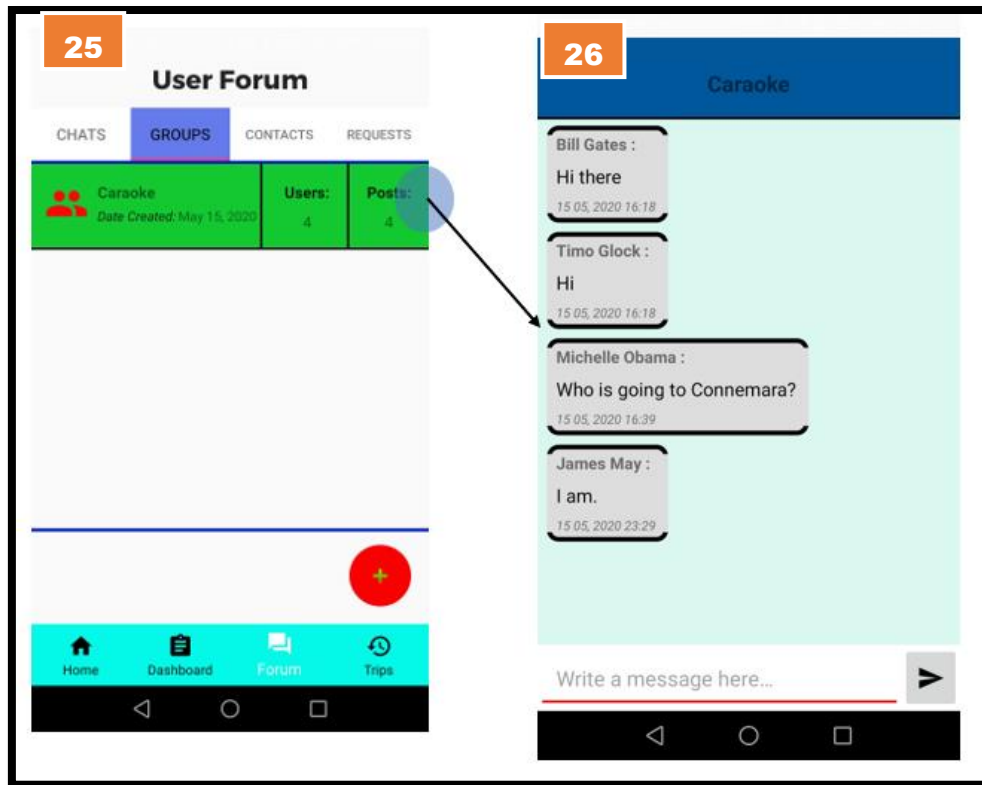 25
User Forum
CHATS GROUPS CONTACTS REQUESTS
Caraoke
Date Created: May 15, 2020
Users:
4
Posts:
4
+
Home Dashboard Forum Trips
26
Caraoke
Bill Gates :
Hi there
15 05, 2020 16:18
Timo Glock :
Hi
15 05, 2020 16:18
Michelle Obama :
Who is going to Connemara?
15 05, 2020 16:39
James May :
I am.
15 05, 2020 23:29
Write a message here...